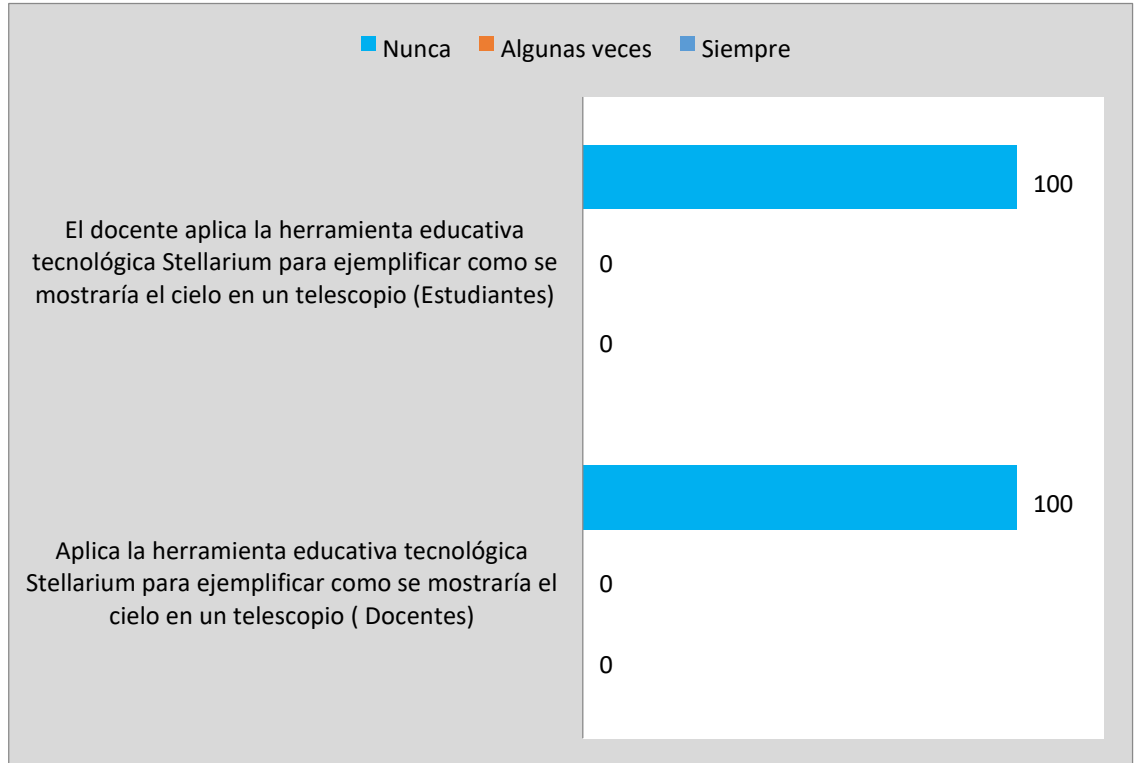 Nunca Algunas veces Siempre
100
El docente aplica la herramienta educativa
tecnológica Stellarium para ejemplificar como se
mostraría el cielo en un telescopio (Estudiantes)
0
0
100
Aplica la herramienta educativa tecnológica
Stellarium para ejemplificar como se mostraría el
cielo en un telescopio ( Docentes)
0
0